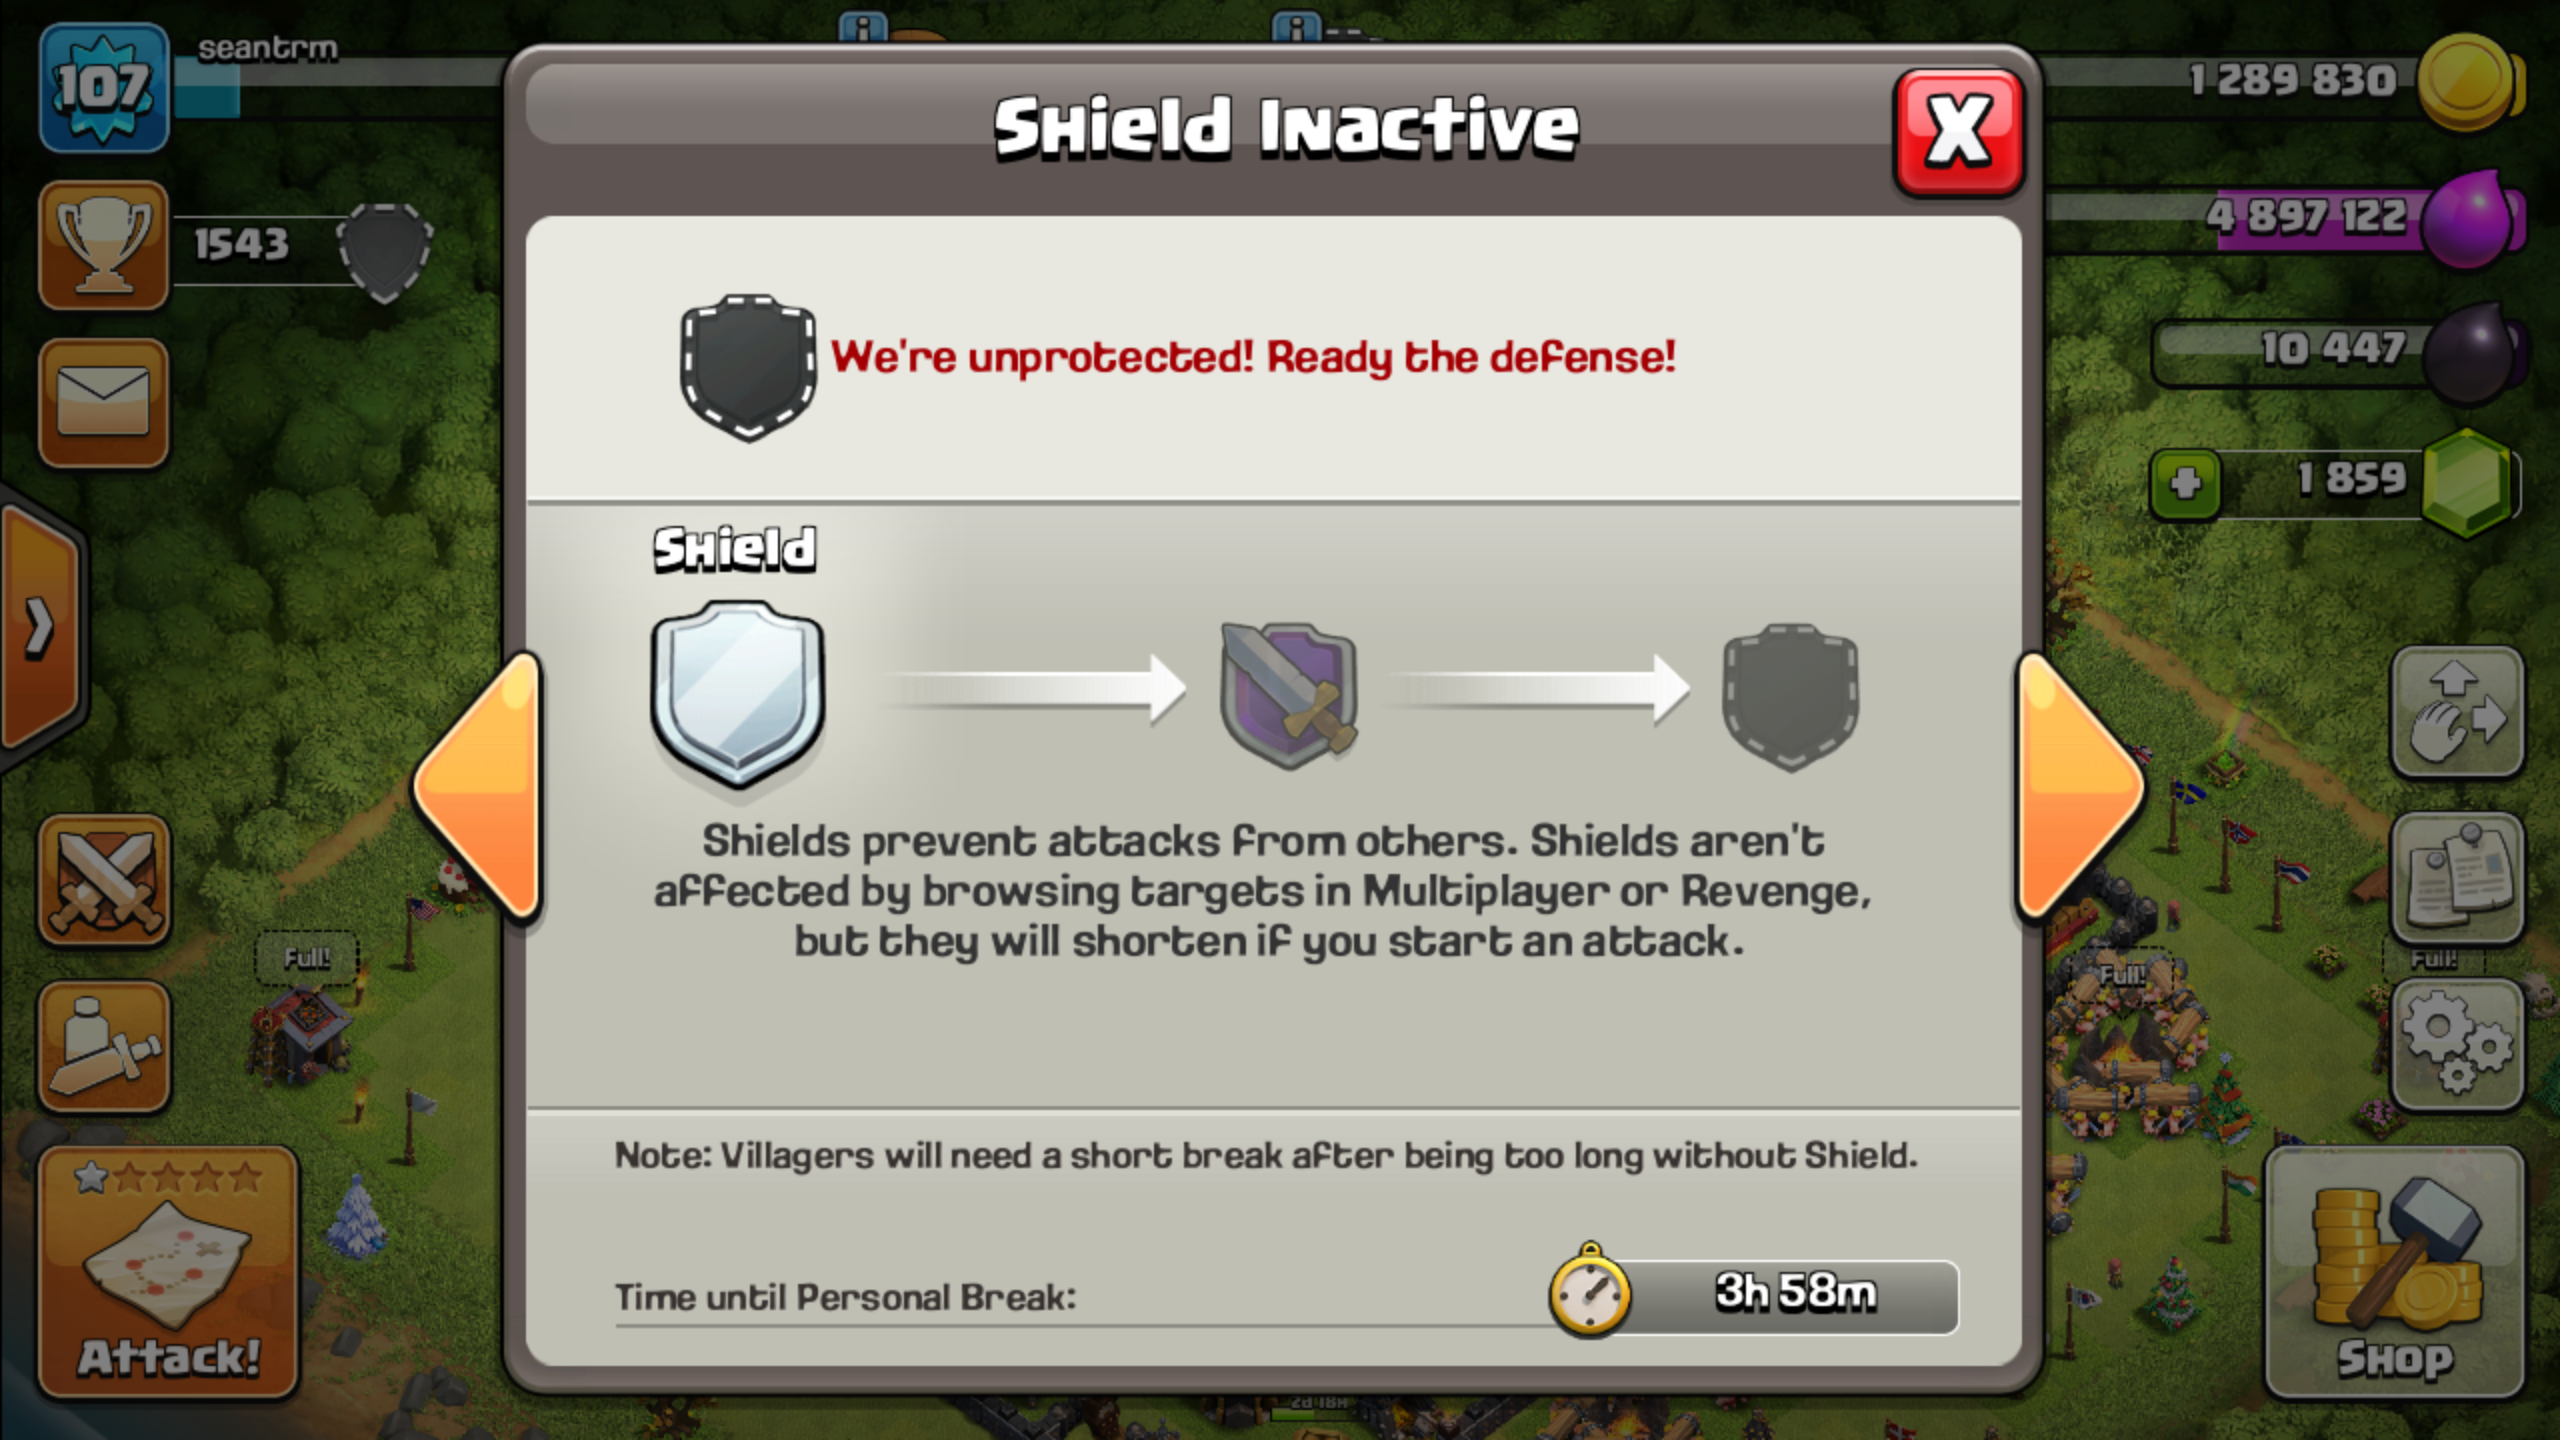 107
seantrm
1543
1 289 830
4 897 122
10 447
1 859
Shield Inactive
X
We're unprotected! Ready the defense!
Shield
Shields prevent attacks from others. Shields aren't
affected by browsing targets in Multiplayer or Revenge,
but they will shorten if you start an attack.
Note: Villagers will need a short break after being too long without Shield.
Time until Personal Break:
3h 58m
Full!
Full!
Full!
Attack!
Shop
2d 18h